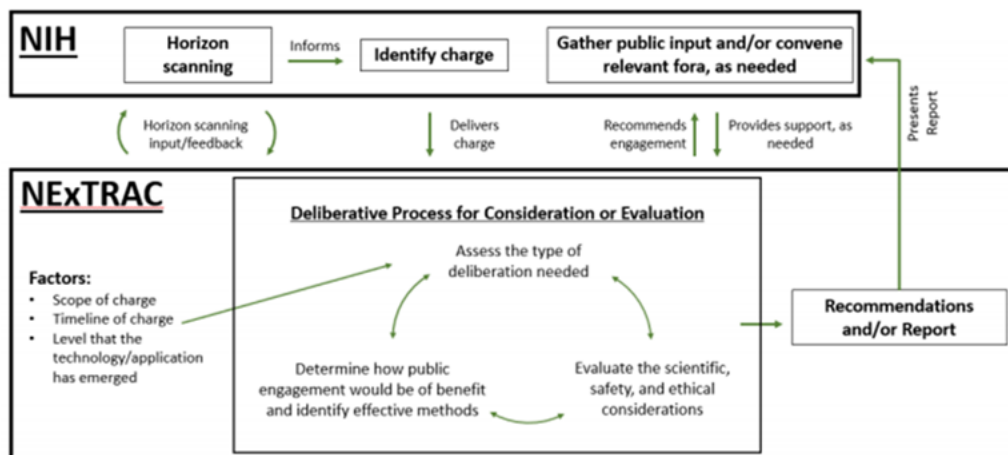 NIH
Horizon
scanning
Informs
Identify charge
Gather public input and/or convene
relevant fora, as needed
Horizon scanning
input/feedback
Delivers
charge
Recommends
engagement
Provides support, as
needed
Presents
Report
NExTRAC
Deliberative Process for Consideration or Evaluation
Assess the type of
deliberation needed
Factors:
• Scope of charge
• Timeline of charge
• Level that the
technology/application
has emerged
Determine how public
engagement would be of benefit
and identify effective methods
Evaluate the scientific,
safety, and ethical
considerations
Recommendations
and/or Report